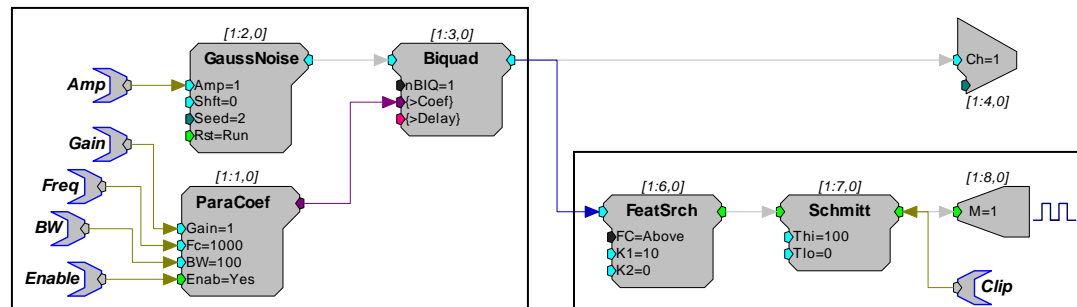 [1:2,0]
GaussNoise
Amp=1
Shft=0
Seed=2
Rst=Run
[1:3,0]
Biquad
nBIQ=1
{>Coef}
{>Delay}
Ch=1
[1:4,0]
Amp
Gain
Freq
BW
Enable
[1:1,0]
ParaCoef
Gain=1
Fc=1000
BW=100
Enab=Yes
[1:6,0]
FeatSrch
FC=Above
K1=10
K2=0
[1:7,0]
Schmitt
Thi=100
Tlo=0
[1:8,0]
M=1
Clip